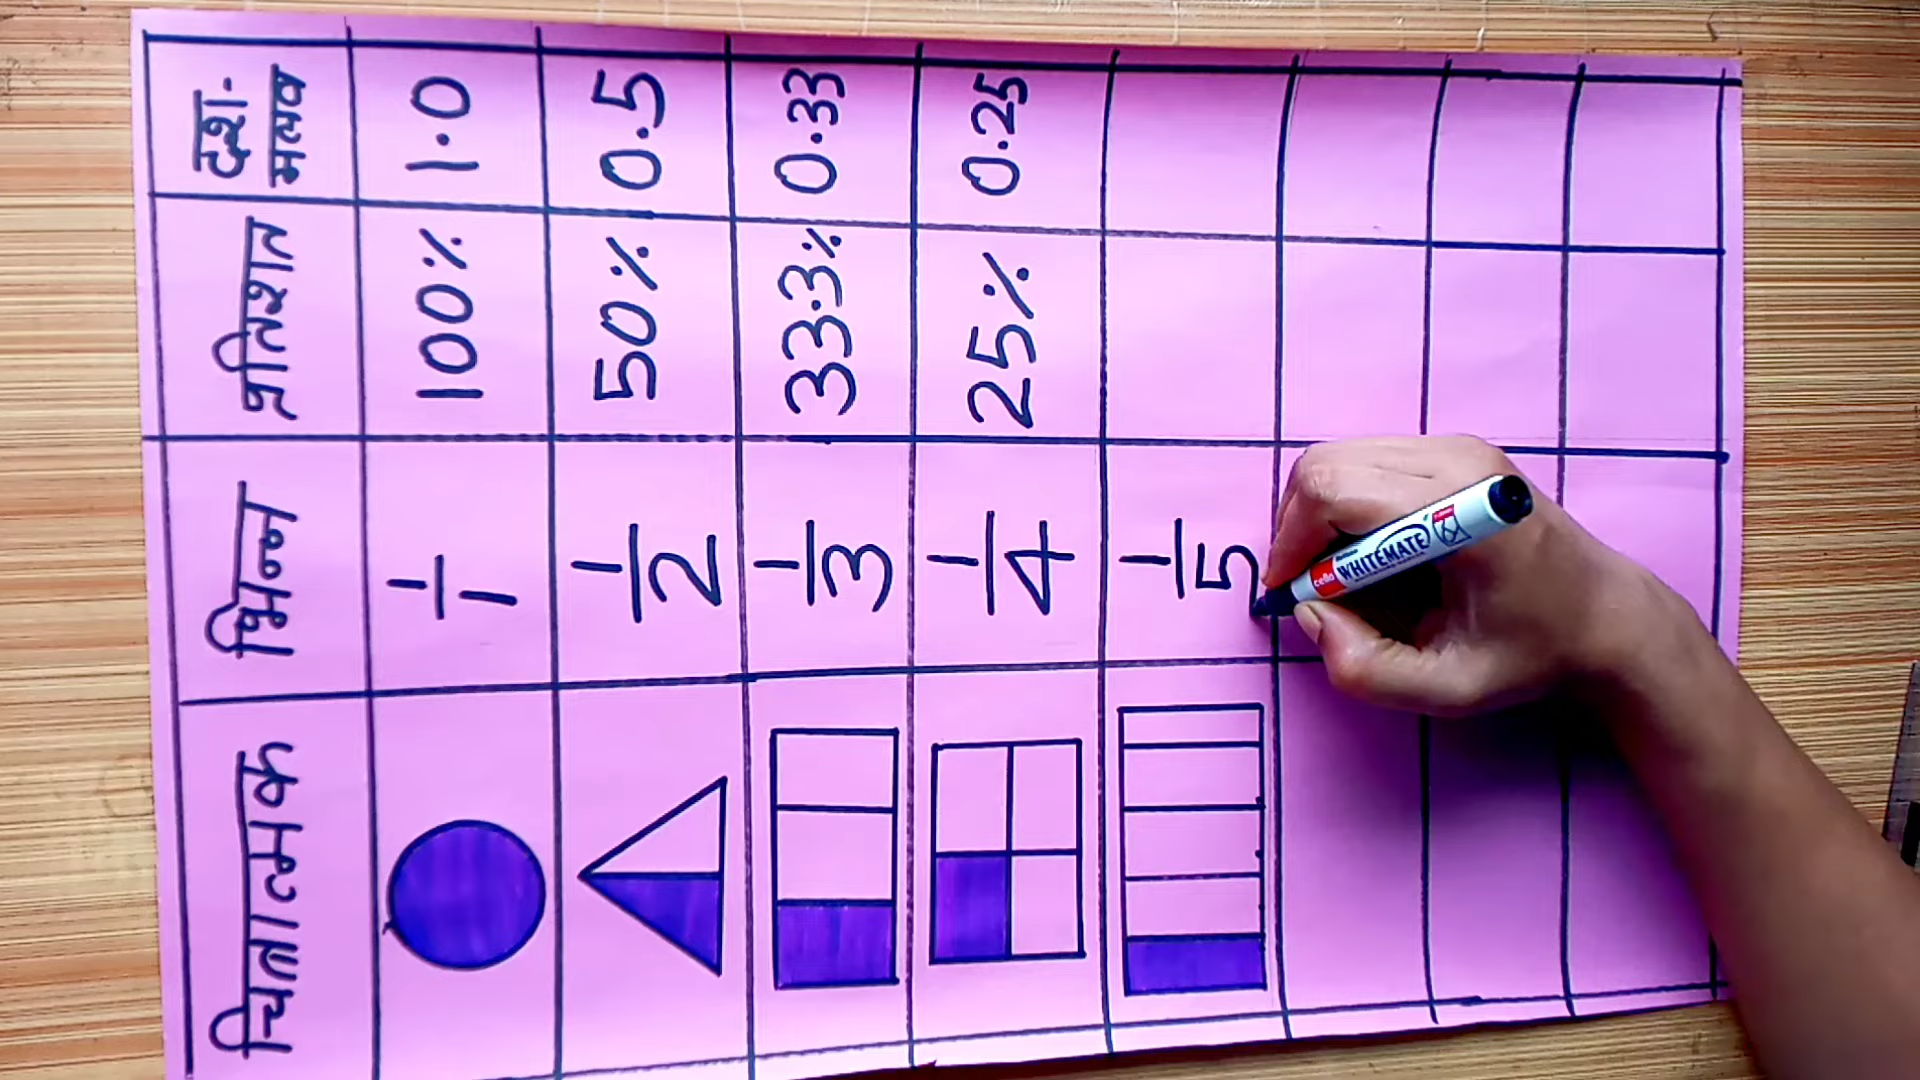 चित्रात्मक भिन्न प्रतिशत दश-
मलव
1/1 100% 1.0
1/2 50% 0.5
1/3 33.3% 0.33
1/4 25% 0.25
1/5
cello WHITEMATE